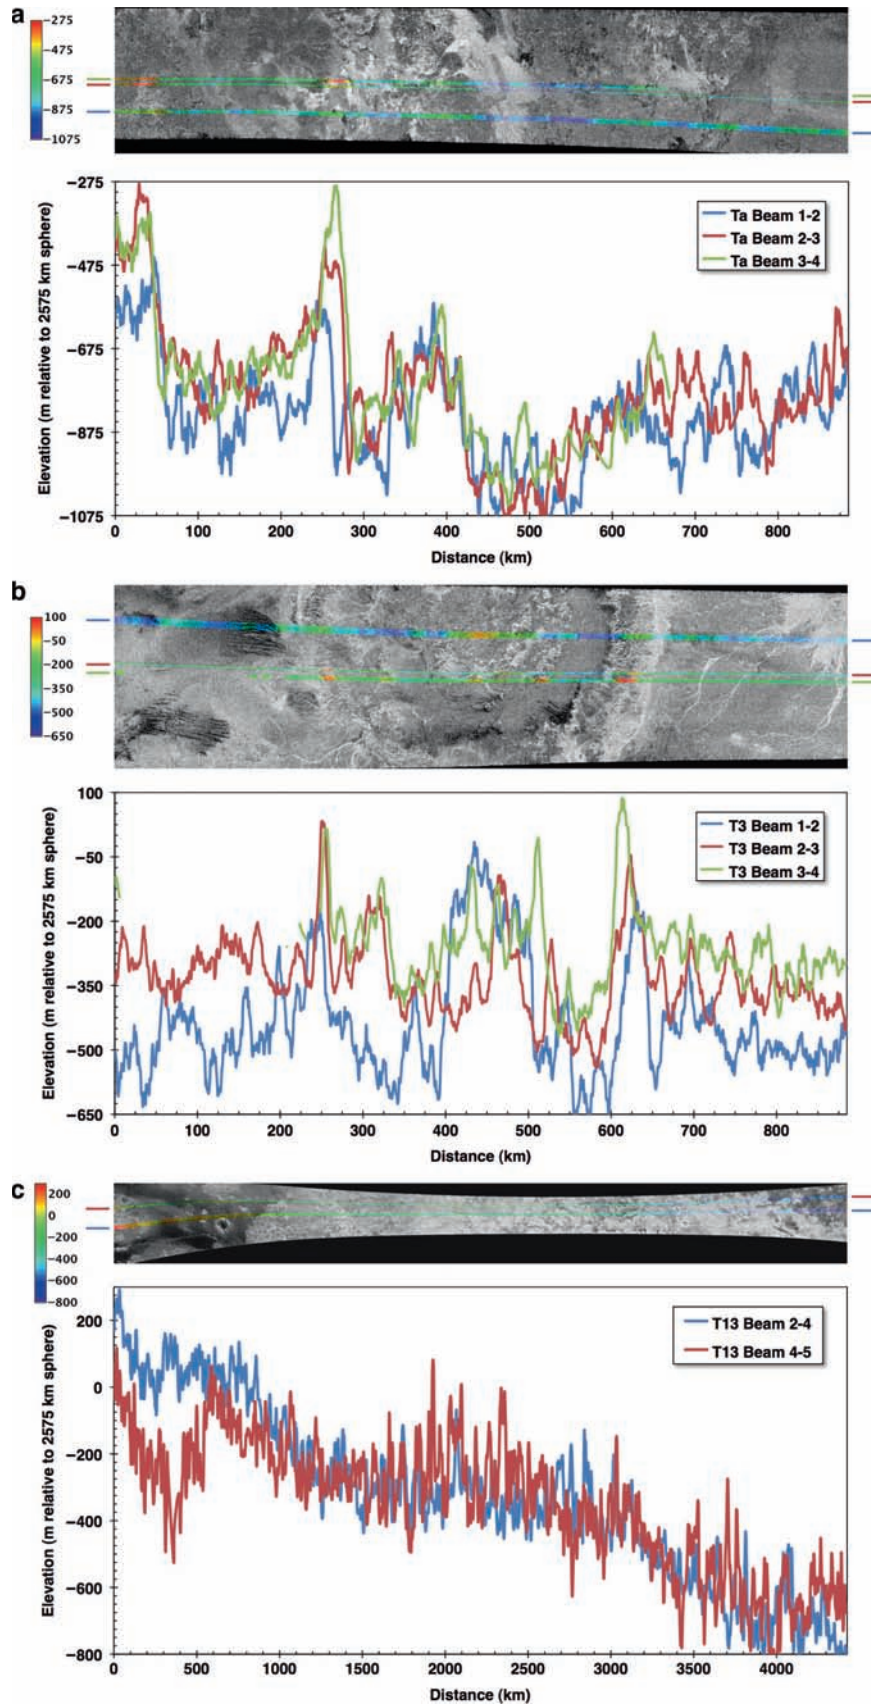 a
-275
-475
-675
-875
-1075
-275
-475
-675
-875
-1075
Elevation (m relative to 2575 km sphere)
Ta Beam 1-2
Ta Beam 2-3
Ta Beam 3-4
0 100 200 300 400 500 600 700 800
Distance (km)
b
100
-50
-200
-350
-500
-650
100
-50
-200
-350
-500
-650
Elevation (m relative to 2575 km sphere)
T3 Beam 1-2
T3 Beam 2-3
T3 Beam 3-4
0 100 200 300 400 500 600 700 800
Distance (km)
c
200
0
-200
-400
-600
-800
200
0
-200
-400
-600
-800
Elevation (m relative to 2575 km sphere)
T13 Beam 2-4
T13 Beam 4-5
0 500 1000 1500 2000 2500 3000 3500 4000
Distance (km)